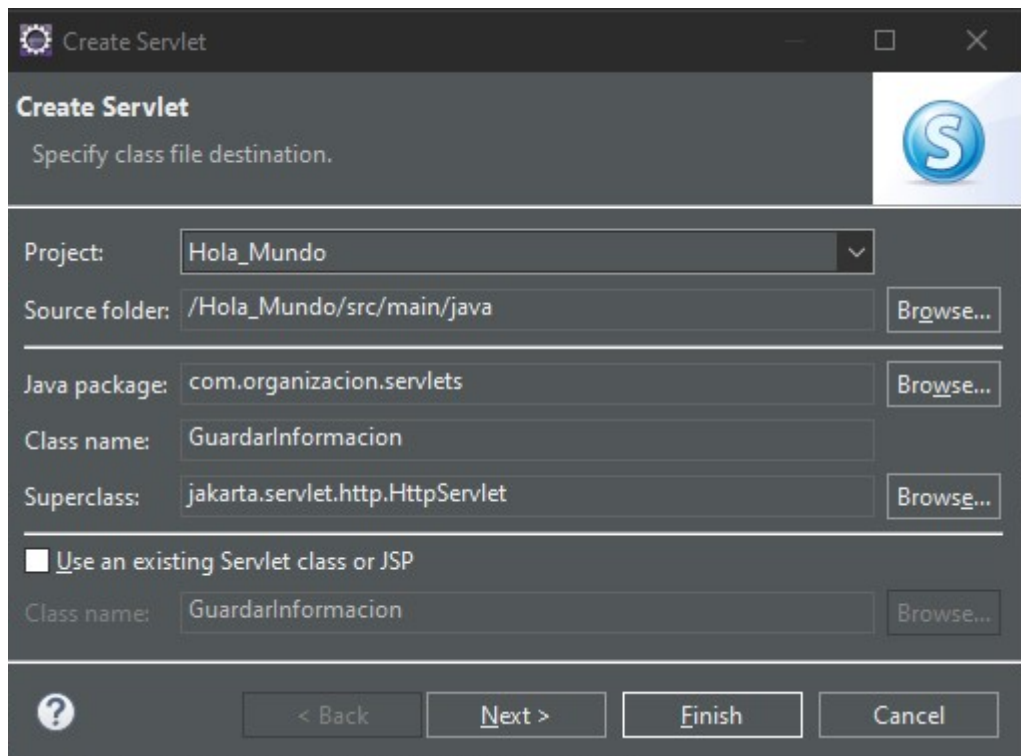 Create Servlet
Create Servlet
Specify class file destination.
Project: Hola_Mundo
Source folder: /Hola_Mundo/src/main/java Browse...
Java package: com.organizacion.servlets Browse...
Class name: GuardarInformacion
Superclass: jakarta.servlet.http.HttpServlet Browse...
Use an existing Servlet class or JSP
Class name: GuardarInformacion Browse...
? < Back Next > Finish Cancel